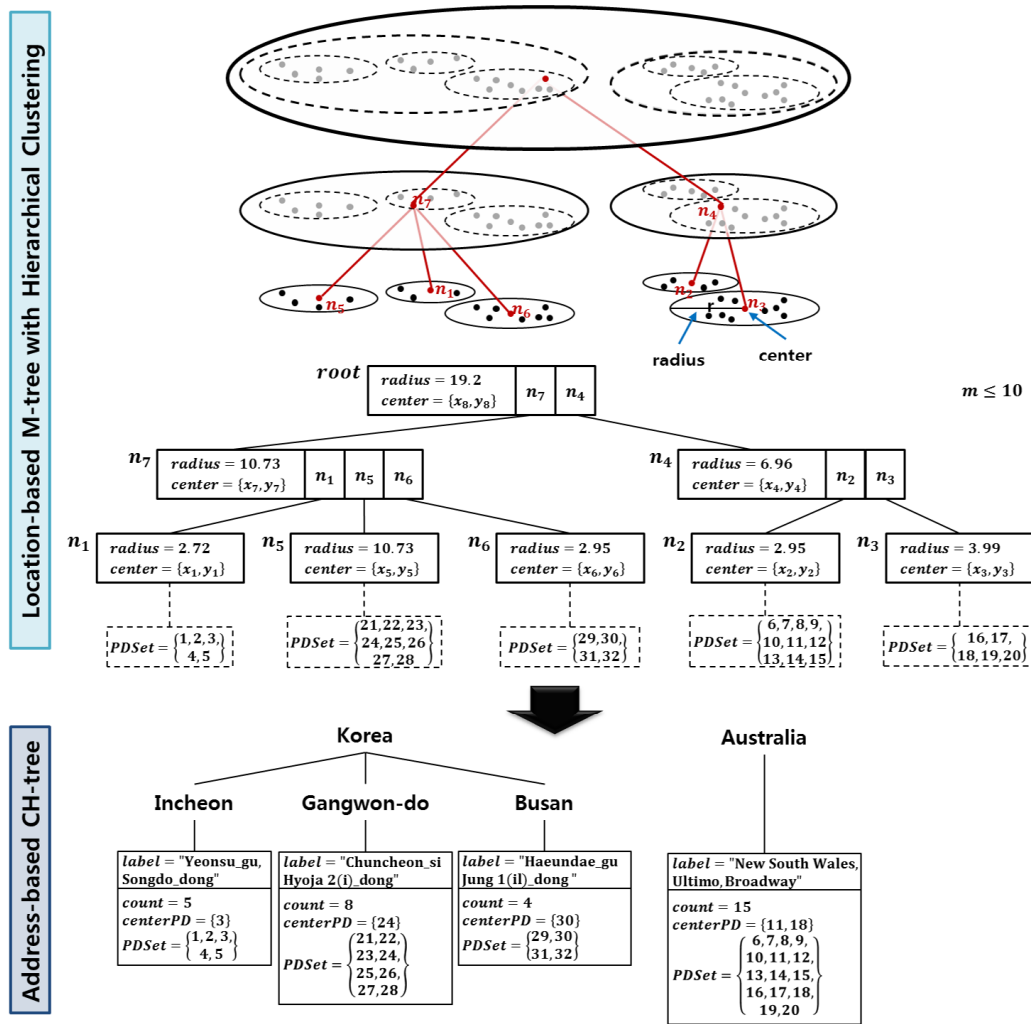 Location-based M-tree with Hierarchical Clustering
n₇
n₄
n₅
n₁
n₆
n₂
n₃
r
radius
center
root
radius = 19.2
center = {x₈, y₈}
n₇
n₄
m ≤ 10
n₇
radius = 10.73
center = {x₇, y₇}
n₁
n₅
n₆
n₄
radius = 6.96
center = {x₄, y₄}
n₂
n₃
n₁
radius = 2.72
center = {x₁, y₁}
n₅
radius = 10.73
center = {x₅, y₅}
n₆
radius = 2.95
center = {x₆, y₆}
n₂
radius = 2.95
center = {x₂, y₂}
n₃
radius = 3.99
center = {x₃, y₃}
PDSet = {1, 2, 3,
4, 5}
PDSet = {21, 22, 23,
24, 25, 26
27, 28}
PDSet = {29, 30,
31, 32}
PDSet = {6, 7, 8, 9,
10, 11, 12
13, 14, 15}
PDSet = {16, 17,
18, 19, 20}
Address-based CH-tree
Korea
Australia
Incheon
Gangwon-do
Busan
label = "Yeonsu_gu,
Songdo_dong"
count = 5
centerPD = {3}
PDSet = {1, 2, 3,
4, 5}
label = "Chuncheon_si
Hyoja 2(i)_dong"
count = 8
centerPD = {24}
PDSet = {21, 22,
23, 24,
25, 26,
27, 28}
label = "Haeundae_gu
Jung 1(il)_dong "
count = 4
centerPD = {30}
PDSet = {29, 30
31, 32}
label = "New South Wales,
Ultimo, Broadway"
count = 15
centerPD = {11, 18}
PDSet = {6, 7, 8, 9,
10, 11, 12,
13, 14, 15,
16, 17, 18,
19, 20}